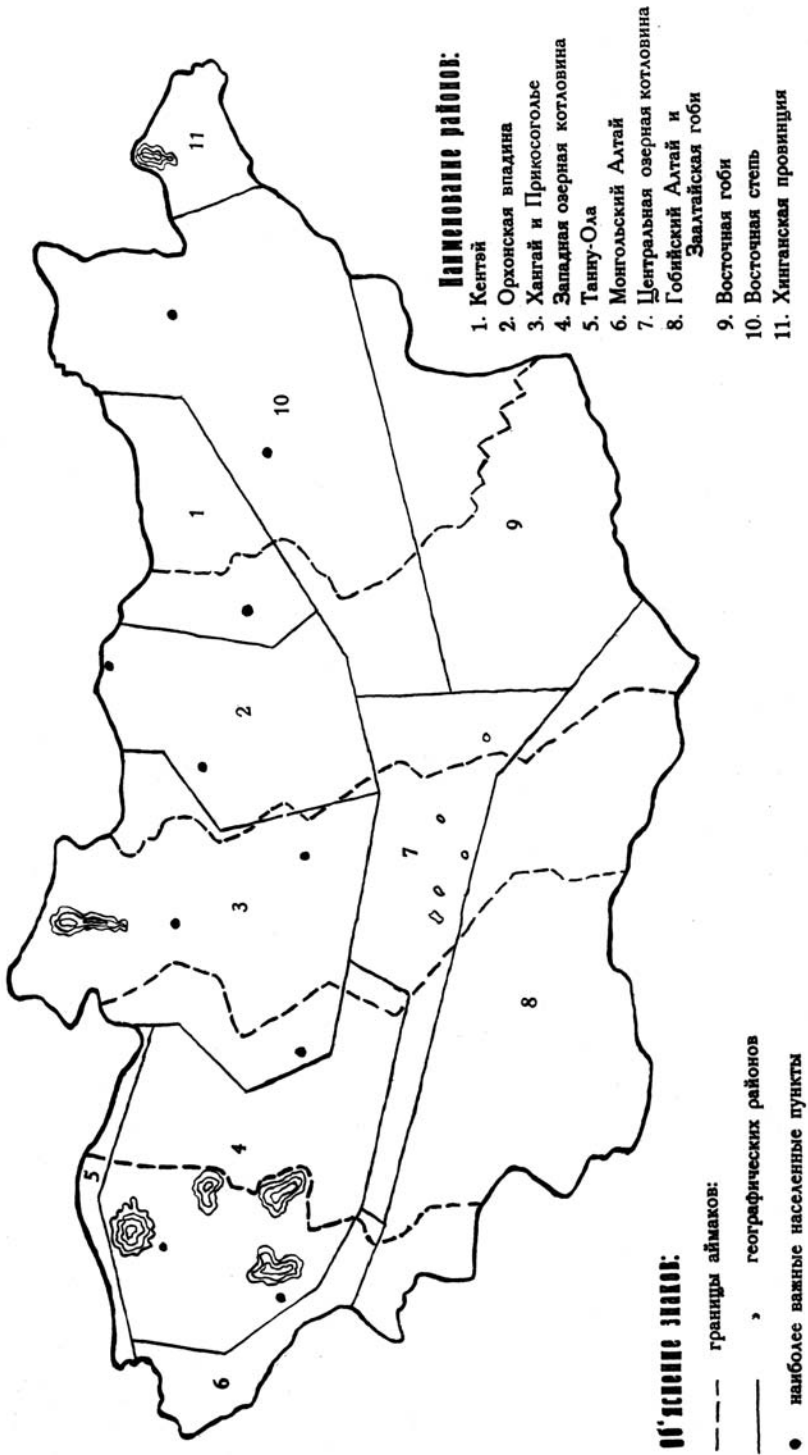 Наименование районов:
1. Кентэй
2. Орхонская впадина
3. Хангай и Прикосоголье
4. Западная озерная котловина
5. Танну-Ола
6. Монгольский Алтай
7. Центральная озерная котловина
8. Гобийский Алтай и
Заалтайская гоби
9. Восточная гоби
10. Восточная степь
11. Хинганская провинция
Об'яснение знаков:
границы аймаков:
» географических районов
наиболее важные населенные пункты
1
2
3
4
5
6
7
8
9
10
11